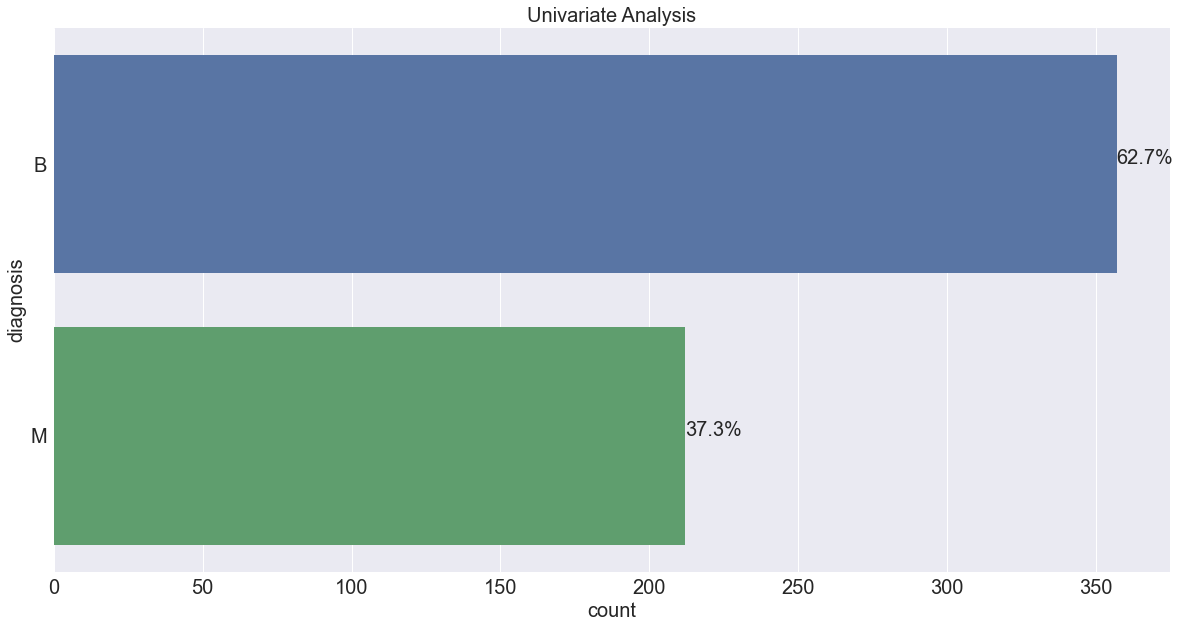 Univariate Analysis
B
62.7%
diagnosis
M
37.3%
0 50 100 150 200 250 300 350
count